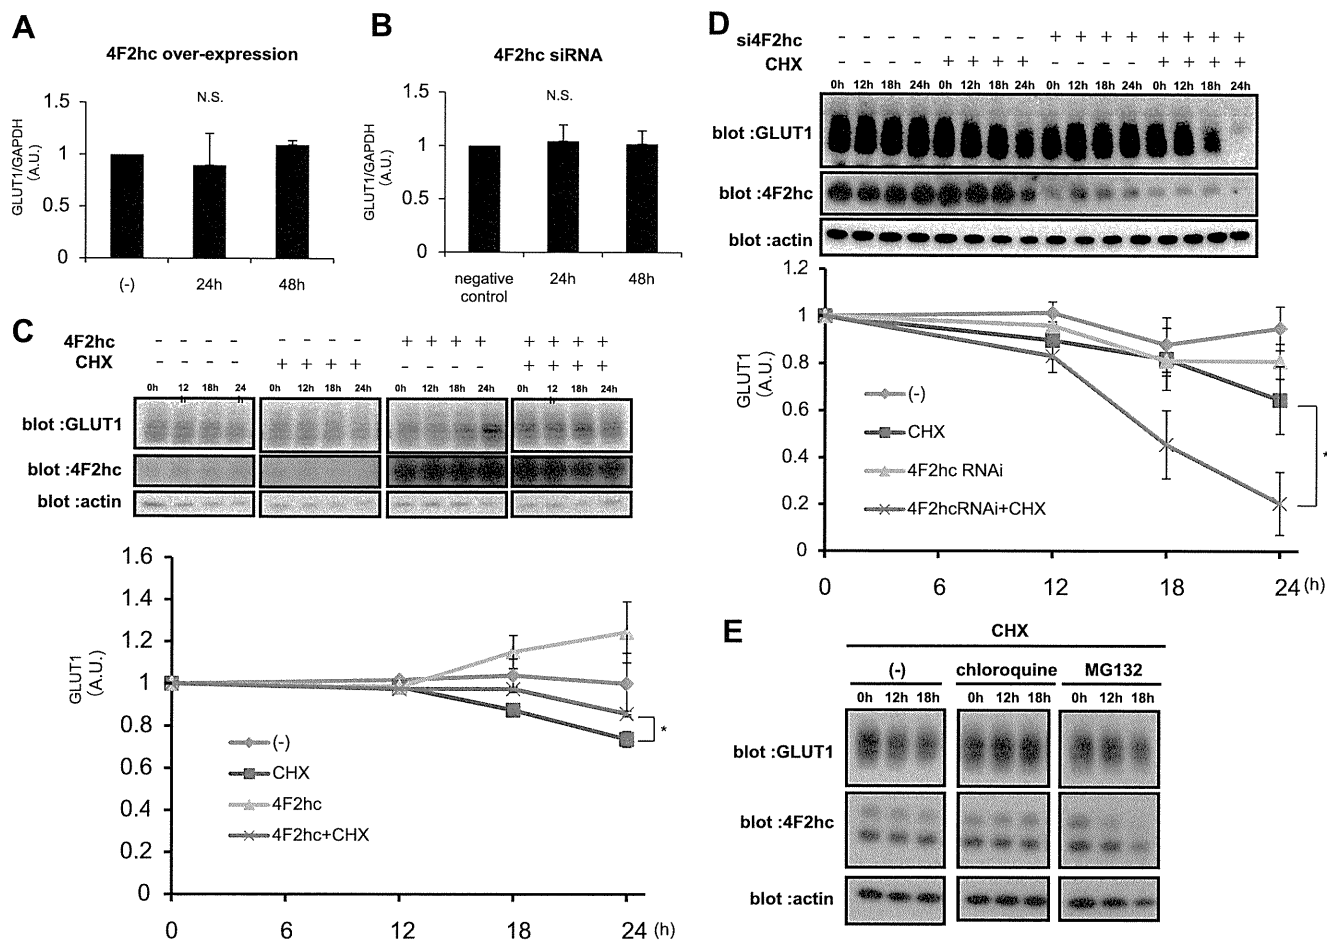 A
4F2hc over-expression
N.S.
GLUT1/GAPDH
(A.U.)
1.5
1
0.5
0
(-)
24h
48h
B
4F2hc siRNA
N.S.
GLUT1/GAPDH
(A.U.)
1.5
1
0.5
0
negative
control
24h
48h
C
4F2hc - - - - - - - - + + + + + + + +
CHX - - - - + + + + - - - - + + + +
0h 12 18h 24 0h 12h 18h 24h 0h 12h 18h 24h 0h 12 18h 24h
h h h
blot :GLUT1
blot :4F2hc
blot :actin
GLUT1
(A.U.)
1.6
1.4
1.2
1
0.8
0.6
0.4
0.2
0
(-)
CHX
4F2hc
4F2hc+CHX
*
0 6 12 18 24 (h)
D
si4F2hc - - - - - - - - + + + + + + + +
CHX - - - - + + + + - - - - + + + +
0h 12h 18h 24h 0h 12h 18h 24h 0h 12h 18h 24h 0h 12h 18h 24h
blot :GLUT1
blot :4F2hc
blot :actin
GLUT1
(A.U.)
1.2
1
0.8
0.6
0.4
0.2
0
(-)
CHX
4F2hc RNAi
4F2hcRNAi+CHX
*
0 6 12 18 24 (h)
E
CHX
(-) chloroquine MG132
0h 12h 18h 0h 12h 18h 0h 12h 18h
blot :GLUT1
blot :4F2hc
blot :actin